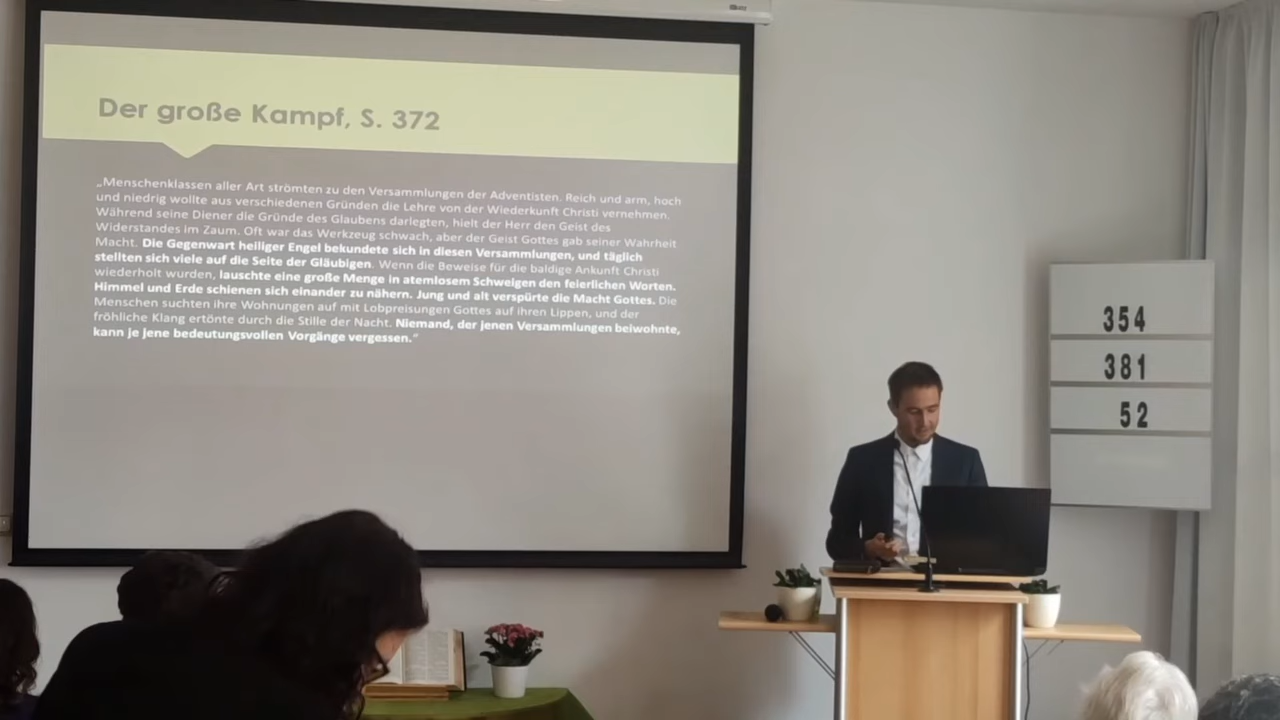 Der große Kampf, S. 372
„Menschenklassen aller Art strömten zu den Versammlungen der Adventisten. Reich und arm, hoch
und niedrig wollte aus verschiedenen Gründen die Lehre von der Wiederkunft Christi vernehmen.
Während seine Diener die Gründe des Glaubens darlegten, hielt der Herr den Geist des
Widerstandes im Zaum. Oft war das Werkzeug schwach, aber der Geist Gottes gab seiner Wahrheit
Macht. Die Gegenwart heiliger Engel bekundete sich in diesen Versammlungen, und täglich
stellten sich viele auf die Seite der Gläubigen. Wenn die Beweise für die baldige Ankunft Christi
wiederholt wurden, lauschte eine große Menge in atemlosem Schweigen den feierlichen Worten.
Himmel und Erde schienen sich einander zu nähern. Jung und alt verspürte die Macht Gottes. Die
Menschen suchten ihre Wohnungen auf mit Lobpreisungen Gottes auf ihren Lippen, und der
fröhliche Klang ertönte durch die Stille der Nacht. Niemand, der jenen Versammlungen beiwohnte,
kann je jene bedeutungsvollen Vorgänge vergessen.“
354
381
52